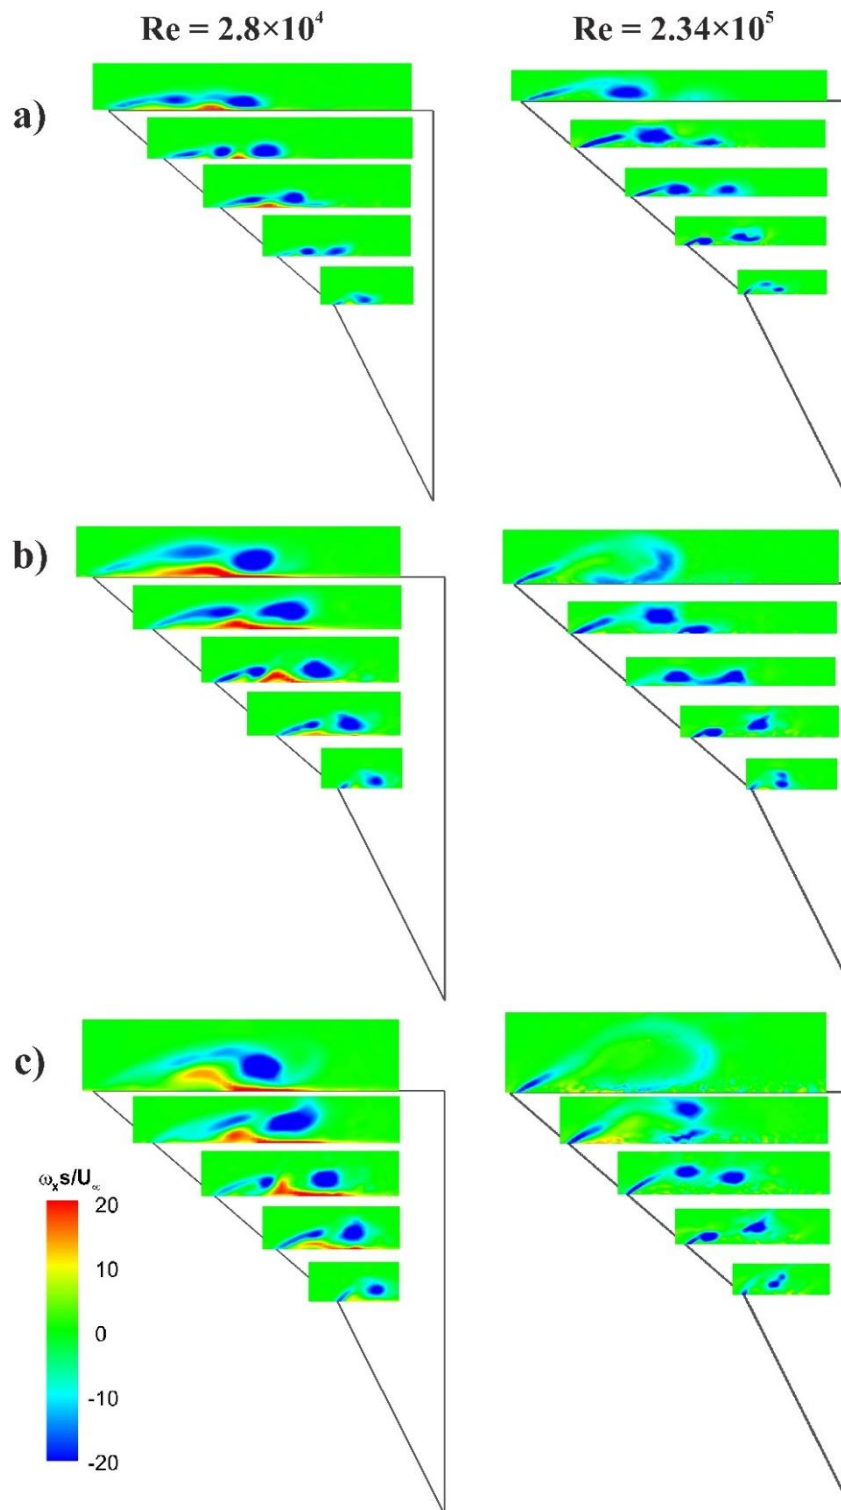 Re = 2.8×10⁴
Re = 2.34×10⁵
a)
b)
c)
ωₓs/U∞
20
10
0
-10
-20